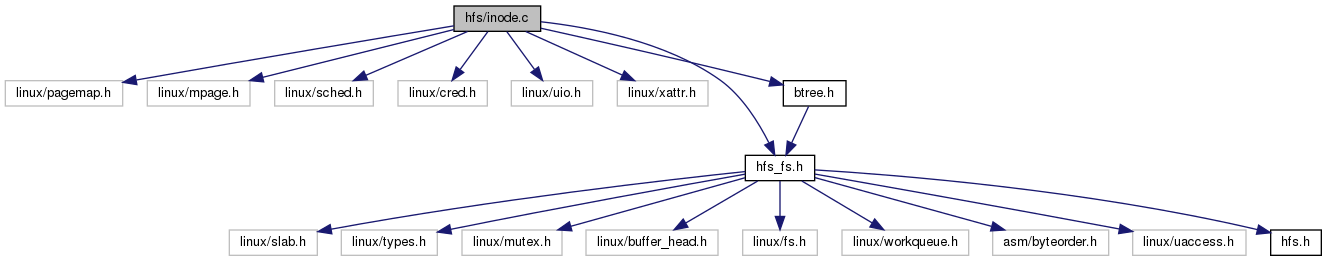 hfs/inode.c
linux/pagemap.h
linux/mpage.h
linux/sched.h
linux/cred.h
linux/uio.h
linux/xattr.h
btree.h
hfs_fs.h
linux/slab.h
linux/types.h
linux/mutex.h
linux/buffer_head.h
linux/fs.h
linux/workqueue.h
asm/byteorder.h
linux/uaccess.h
hfs.h